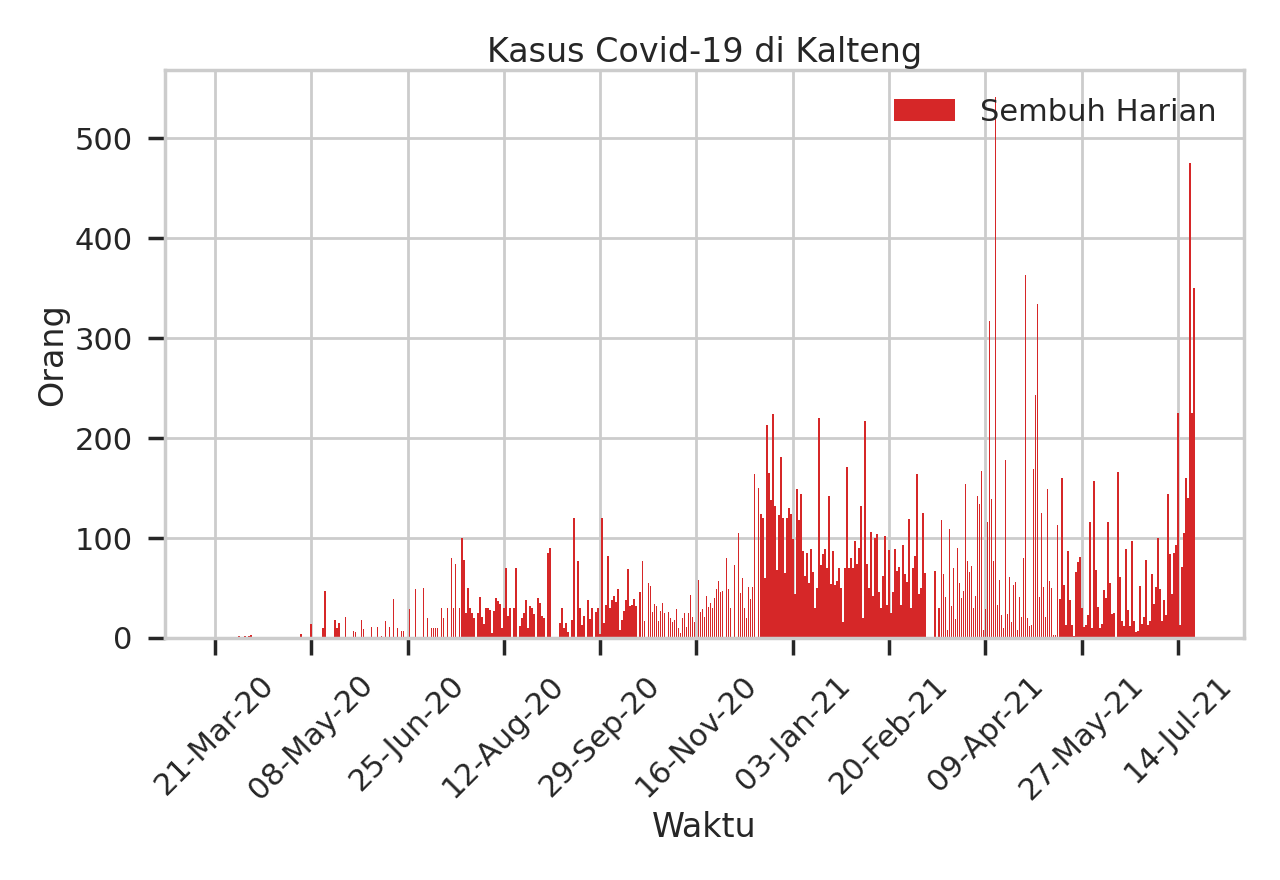 Kasus Covid-19 di Kalteng
Sembuh Harian
Orang
500
400
300
200
100
0
21-Mar-20
08-May-20
25-Jun-20
12-Aug-20
29-Sep-20
16-Nov-20
03-Jan-21
20-Feb-21
09-Apr-21
27-May-21
14-Jul-21
Waktu